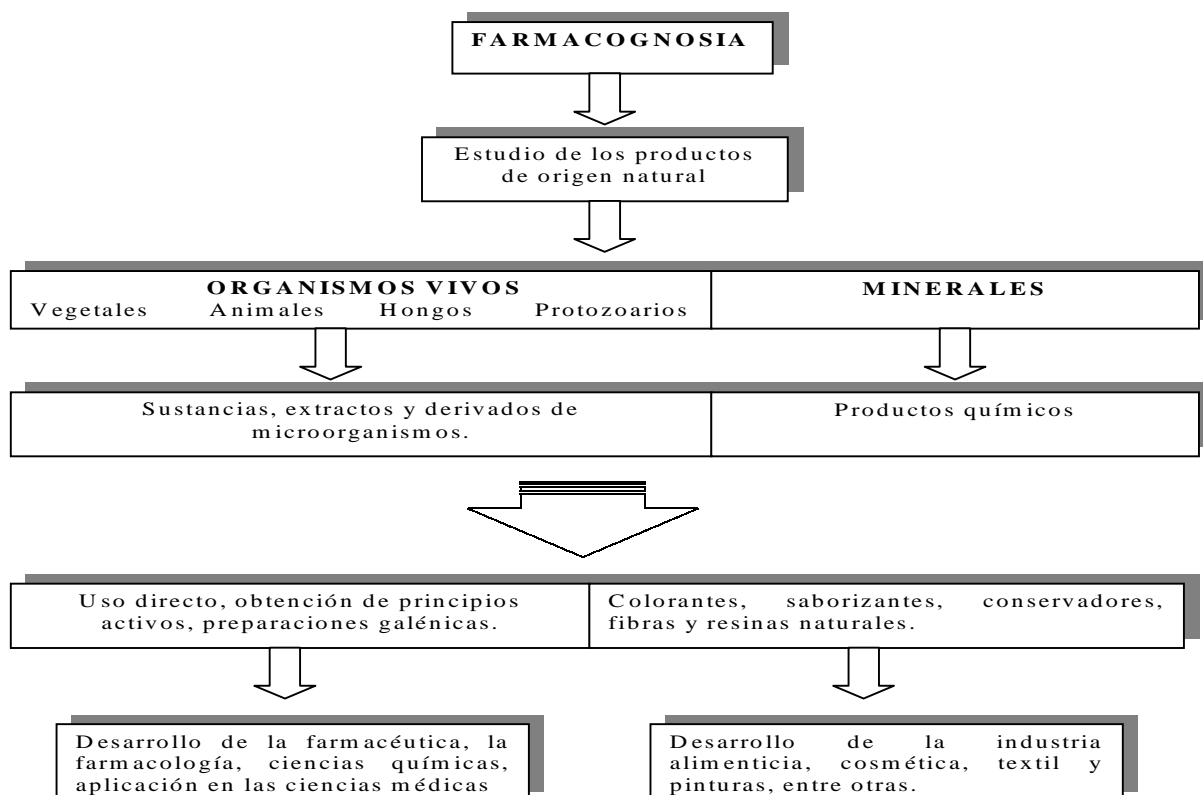 FARMACOGNOSIA
Estudio de los productos
de origen natural
ORGANISMOS VIVOS
Vegetales Animales Hongos Protozoarios
MINERALES
Sustancias, extractos y derivados de
microorganismos.
Productos químicos
Uso directo, obtención de principios
activos, preparaciones galénicas.
Colorantes, saborizantes, conservadores,
fibras y resinas naturales.
Desarrollo de la farmacéutica, la
farmacología, ciencias químicas,
aplicación en las ciencias médicas
Desarrollo de la industria
alimenticia, cosmética, textil y
pinturas, entre otras.